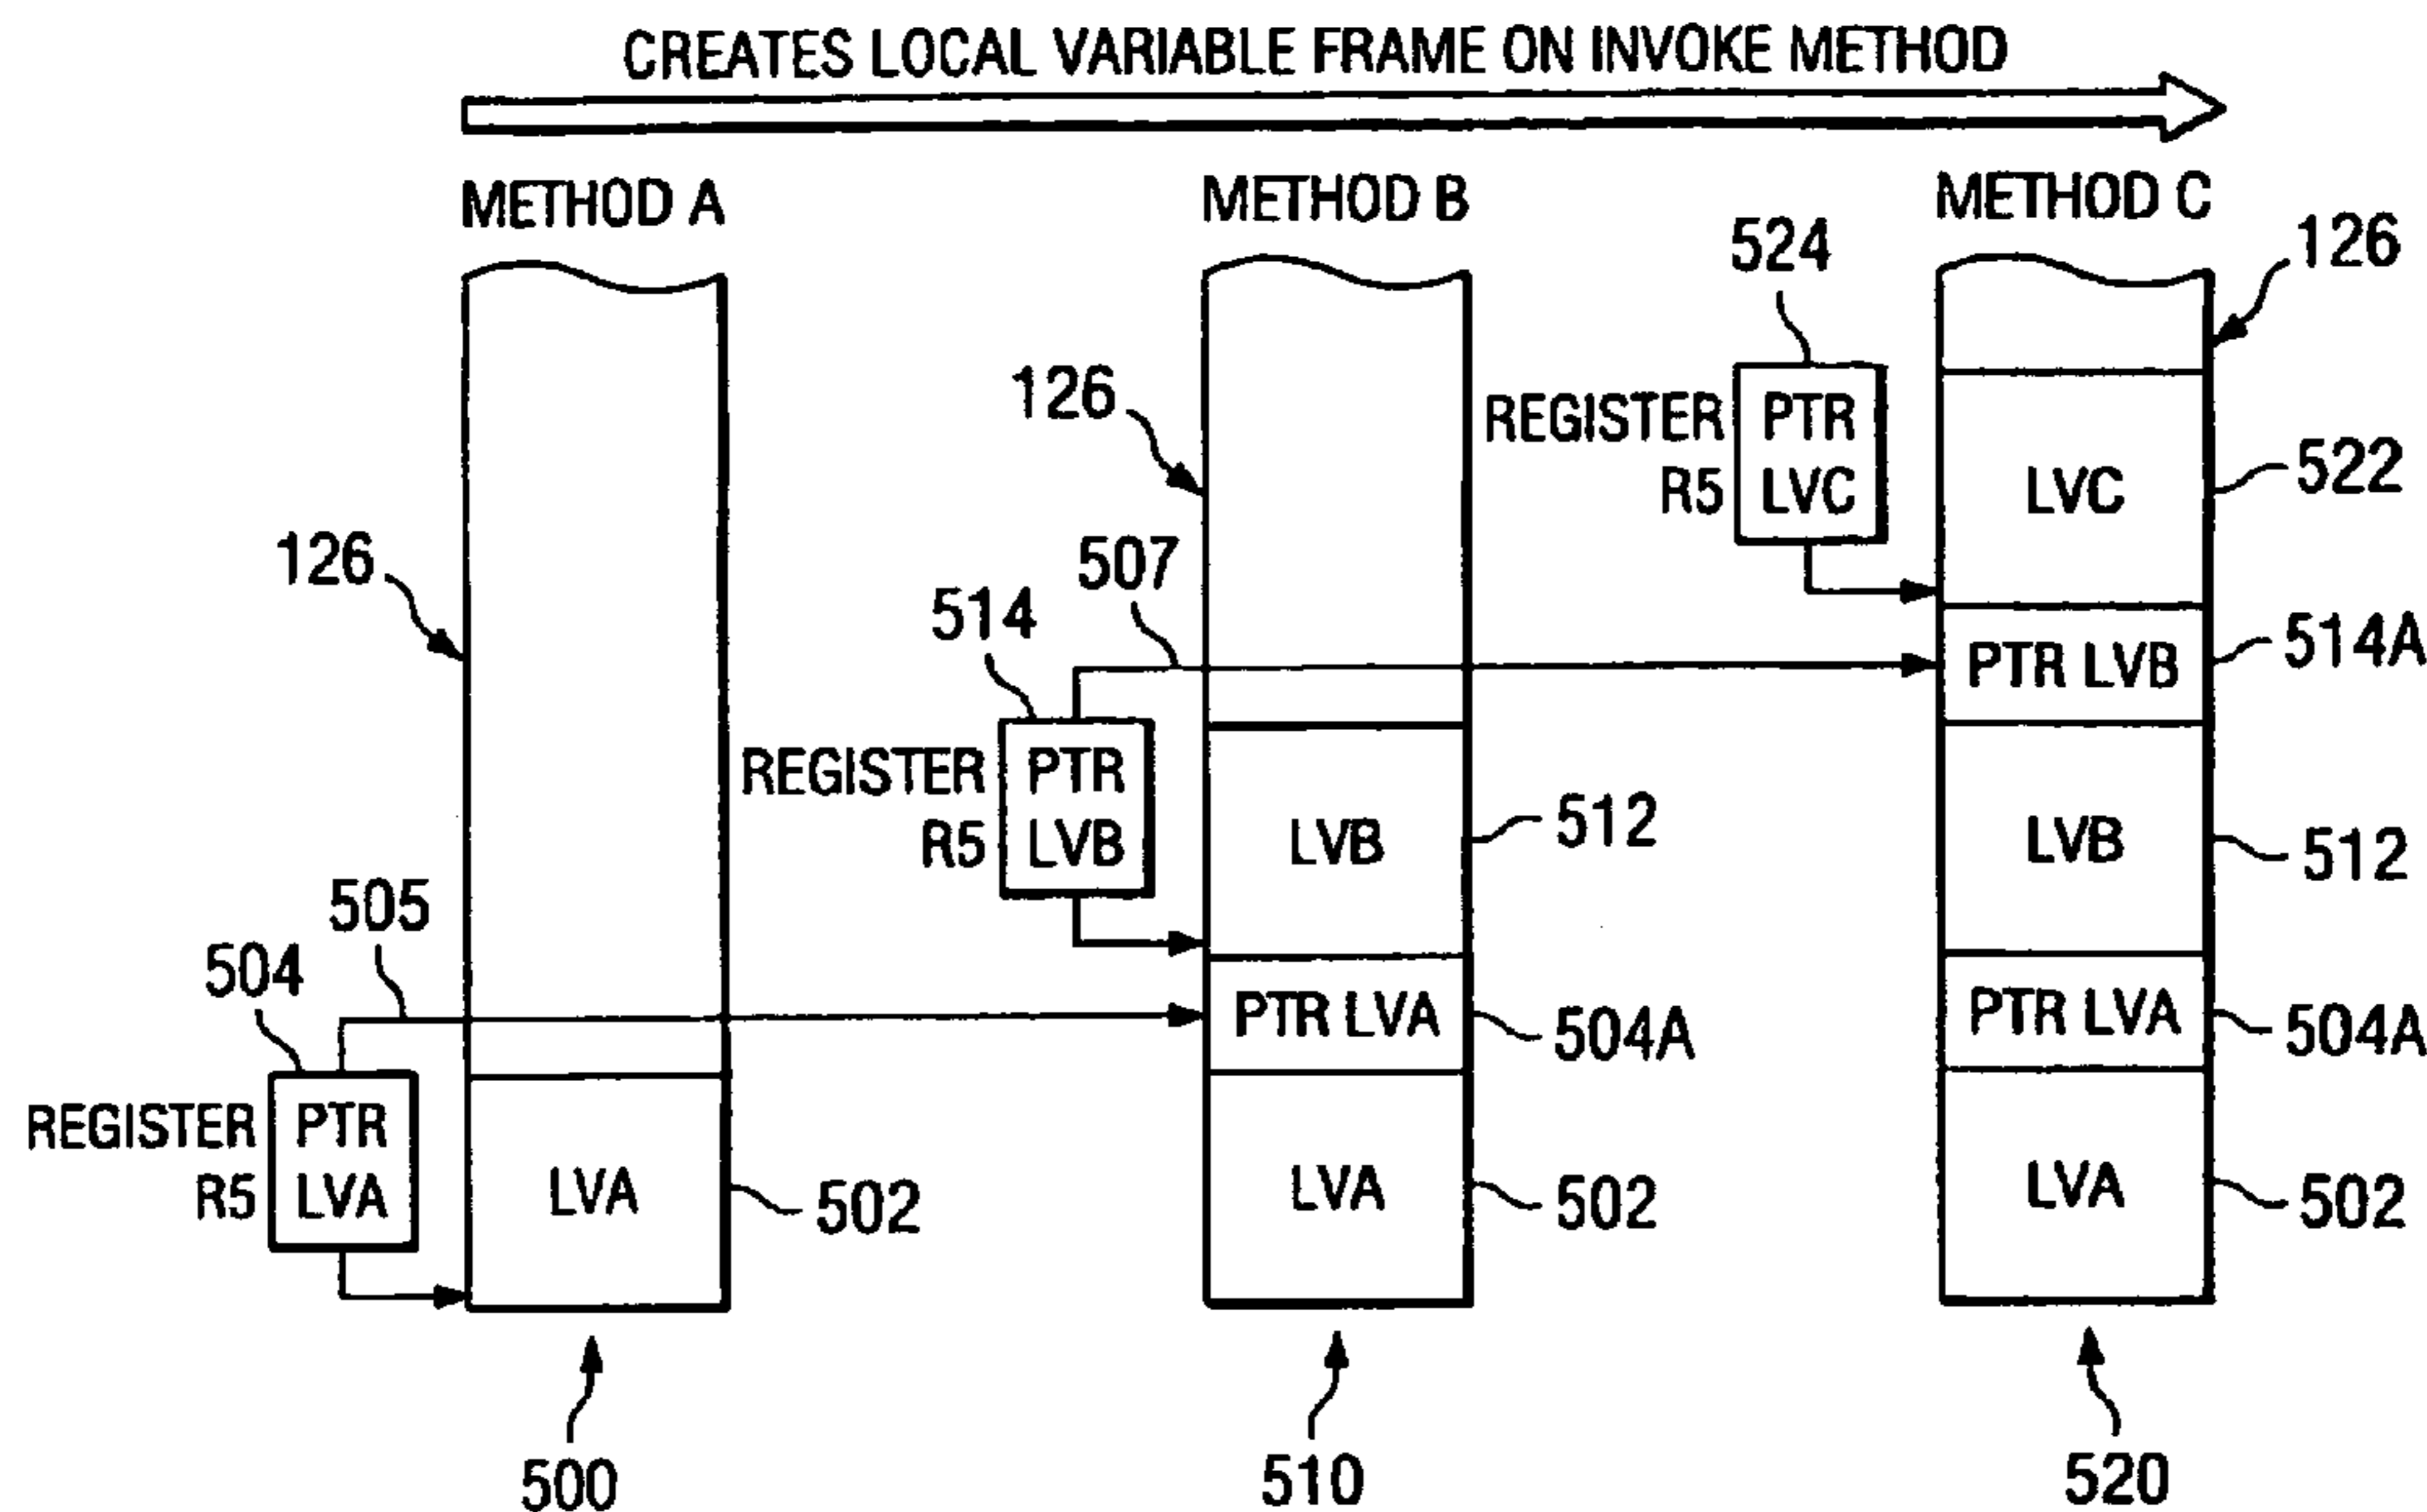 CREATES LOCAL VARIABLE FRAME ON INVOKE METHOD
METHOD A
METHOD B
METHOD C
524
126
126
REGISTER
R5
PTR
LVC
LVC
522
126
507
514
PTR LVB
514A
REGISTER
R5
PTR
LVB
LVB
512
LVB
512
505
504
PTR LVA
504A
PTR LVA
504A
REGISTER
R5
PTR
LVA
LVA
502
LVA
502
LVA
502
500
510
520